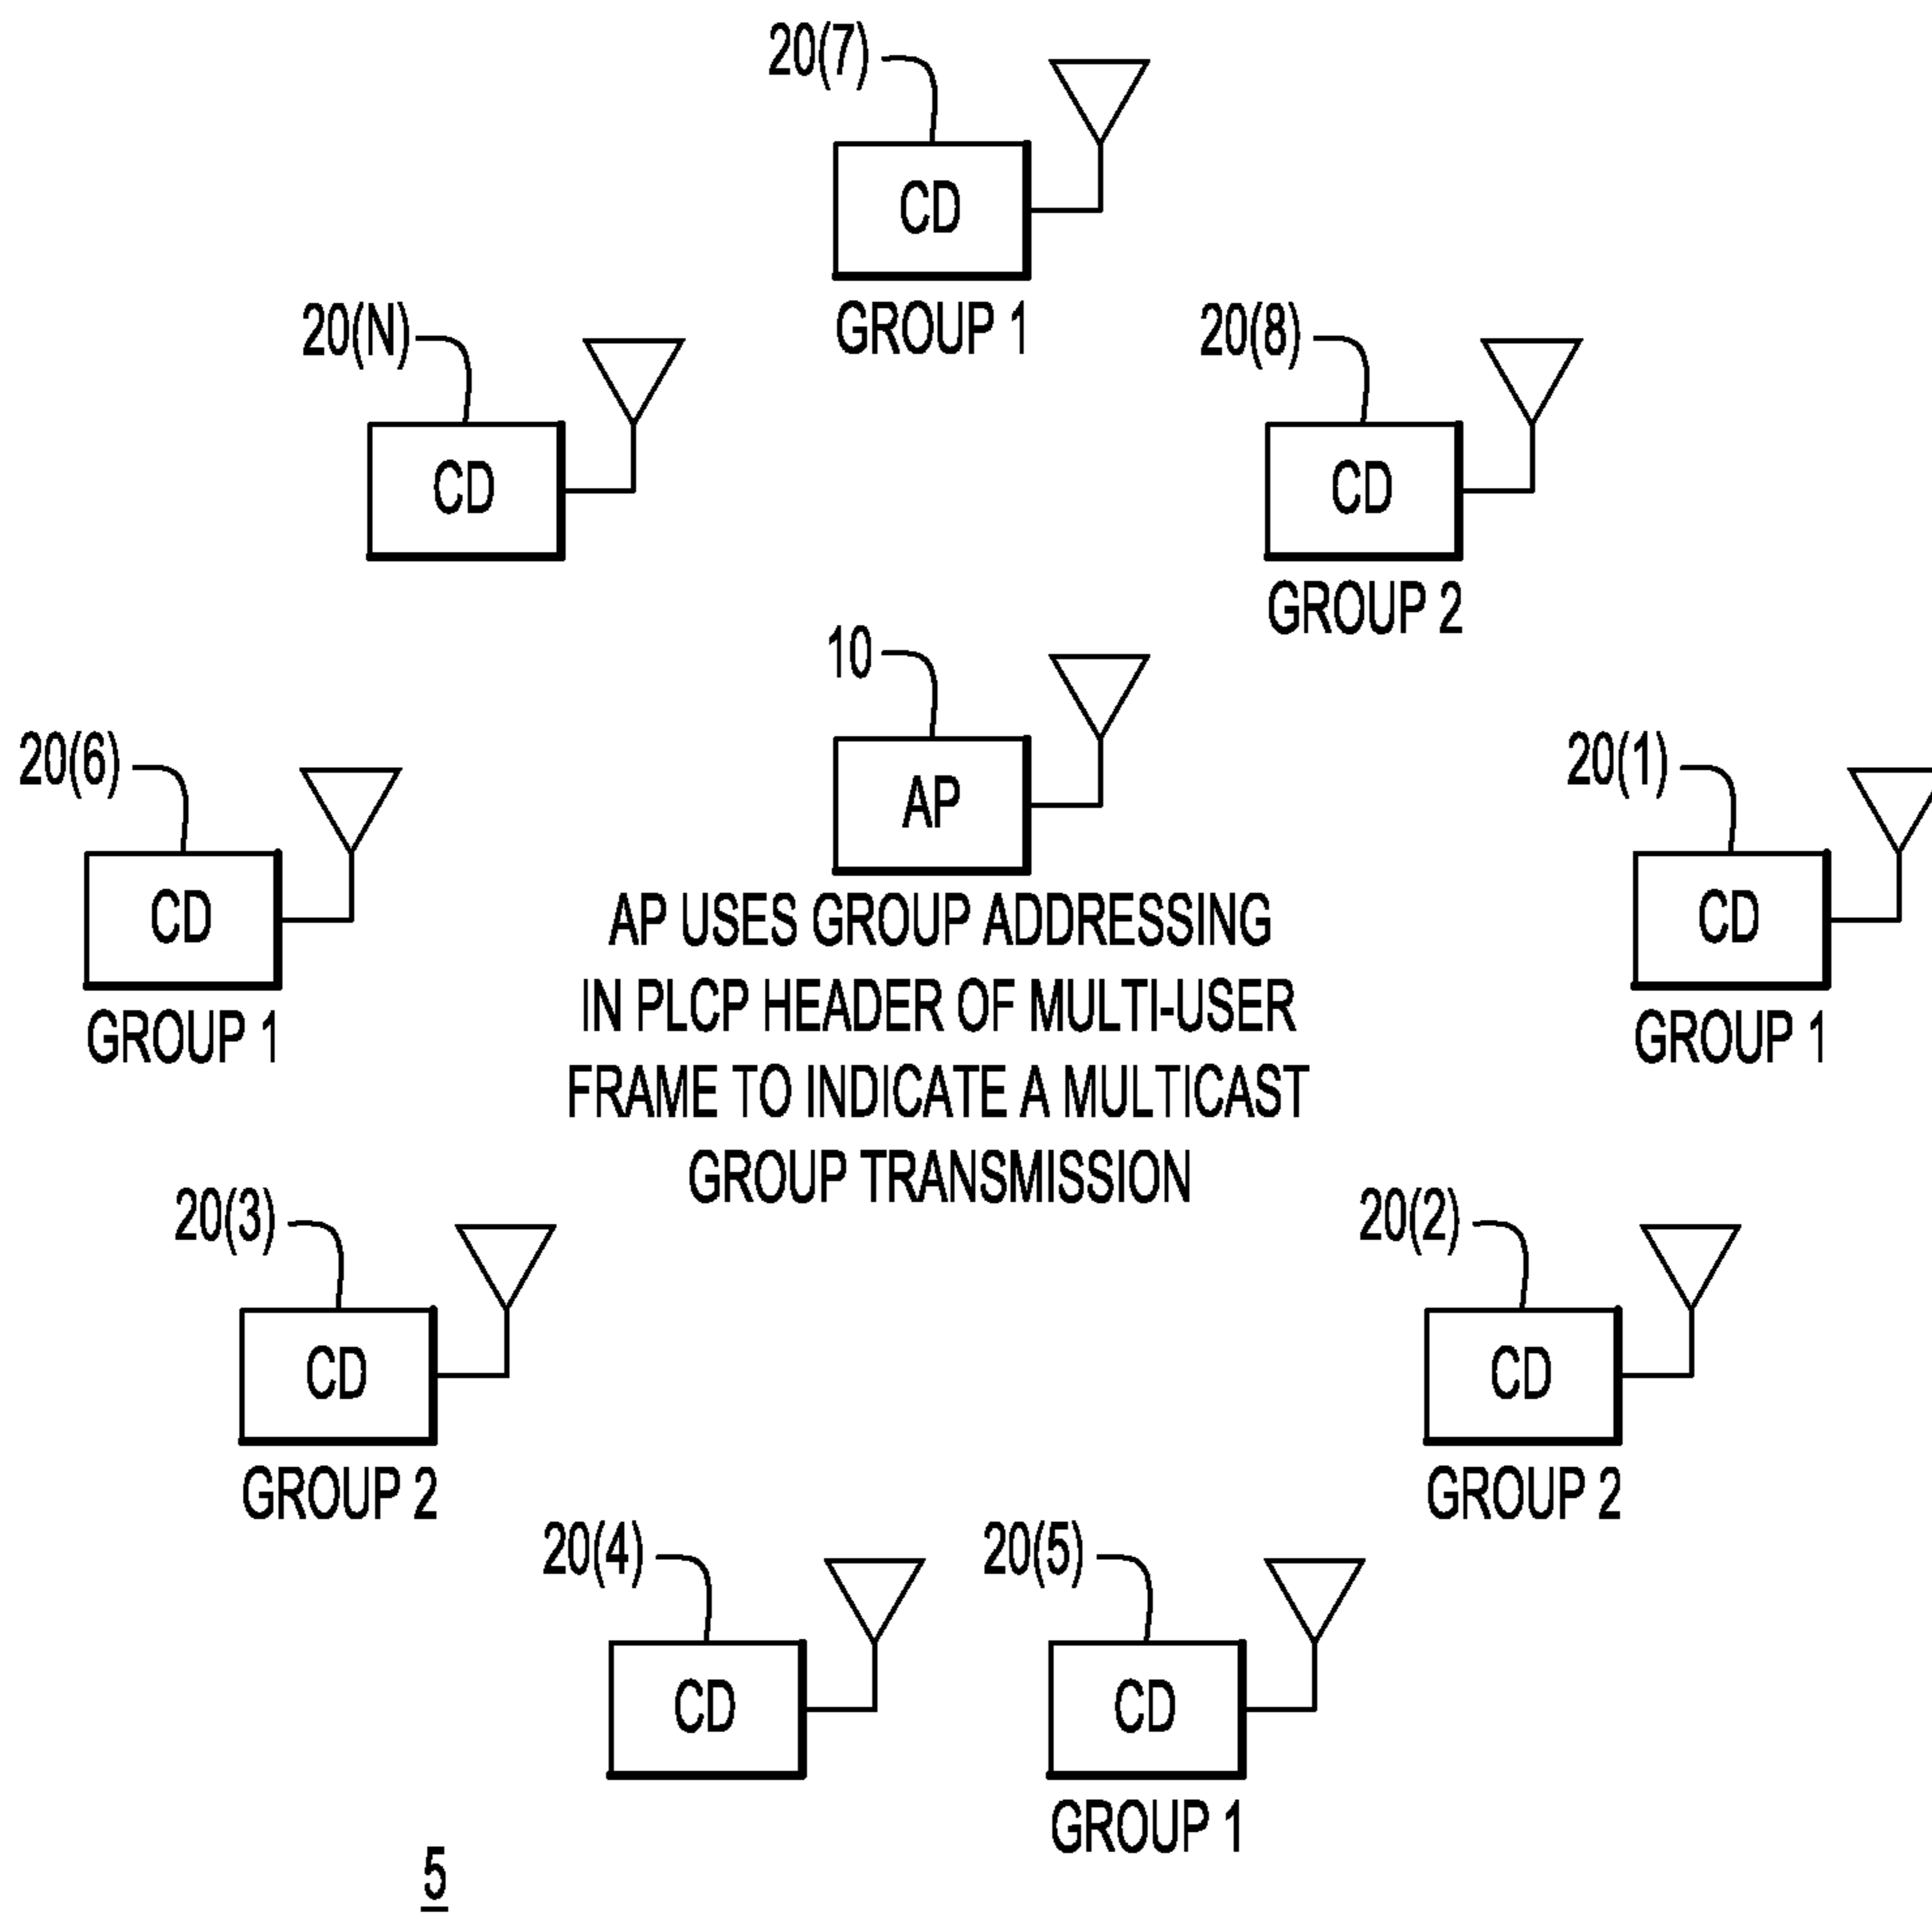 20(7)
CD
GROUP 1
20(N)
CD
20(8)
CD
GROUP 2
10
AP
AP USES GROUP ADDRESSING
IN PLCP HEADER OF MULTI-USER
FRAME TO INDICATE A MULTICAST
GROUP TRANSMISSION
20(6)
CD
GROUP 1
20(1)
CD
GROUP 1
20(3)
CD
GROUP 2
20(2)
CD
GROUP 2
20(4)
CD
20(5)
CD
GROUP 1
5